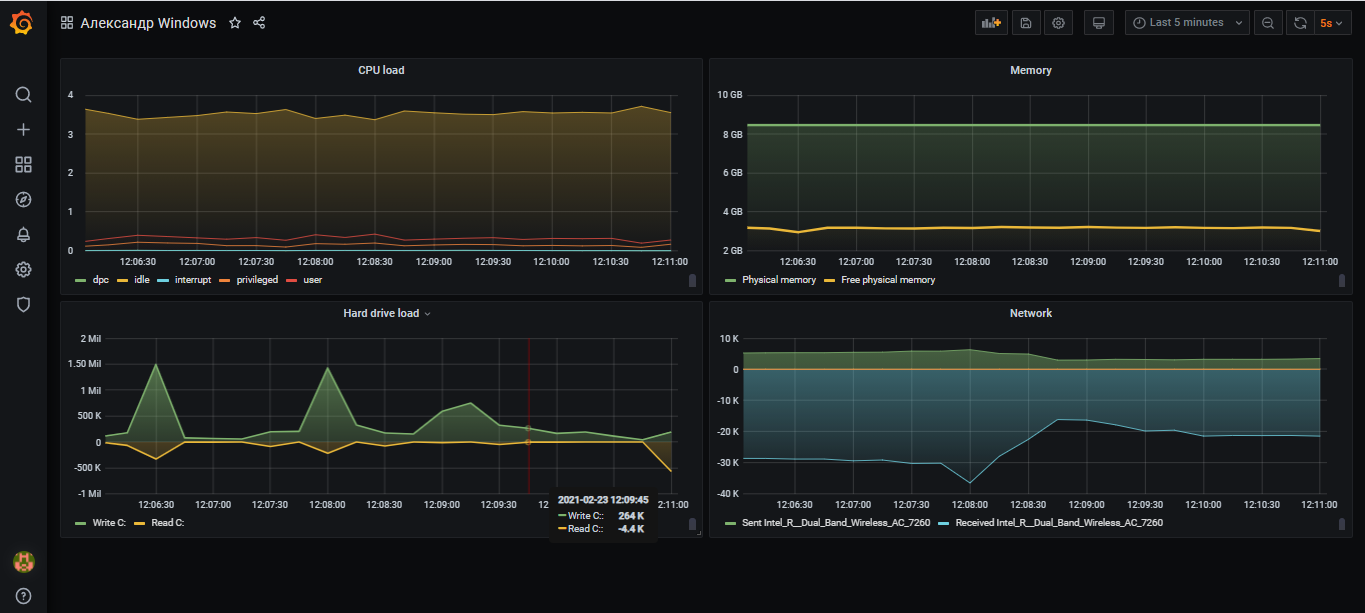 Александр Windows
Last 5 minutes
5s
CPU load
4
3
2
1
0
12:06:30 12:07:00 12:07:30 12:08:00 12:08:30 12:09:00 12:09:30 12:10:00 12:10:30 12:11:00
dpc idle interrupt privileged user
Memory
10 GB
8 GB
6 GB
4 GB
2 GB
12:06:30 12:07:00 12:07:30 12:08:00 12:08:30 12:09:00 12:09:30 12:10:00 12:10:30 12:11:00
Physical memory Free physical memory
Hard drive load
2 Mil
1.50 Mil
1 Mil
500 K
0
-500 K
-1 Mil
12:06:30 12:07:00 12:07:30 12:08:00 12:08:30 12:09:00 12:09:30 12 2:11:00
Write C: Read C:
2021-02-23 12:09:45
Write C:: 264 K
Read C:: -4.4 K
Network
10 K
0
-10 K
-20 K
-30 K
-40 K
12:06:30 12:07:00 12:07:30 12:08:00 12:08:30 12:09:00 12:09:30 12:10:00 12:10:30 12:11:00
Sent Intel_R__Dual_Band_Wireless_AC_7260 Received Intel_R__Dual_Band_Wireless_AC_7260